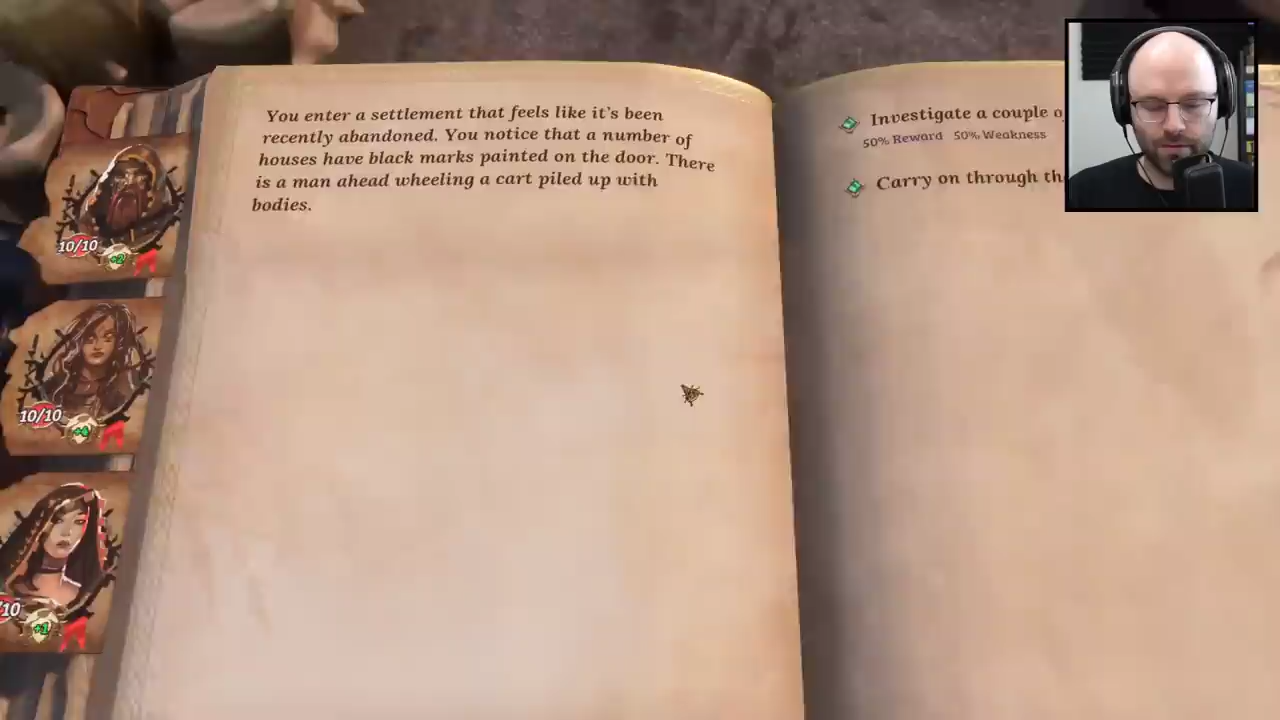 You enter a settlement that feels like it's been
recently abandoned. You notice that a number of
houses have black marks painted on the door. There
is a man ahead wheeling a cart piled up with
bodies.
Investigate a couple
50% Reward 50% Weakness
Carry on through
10/10
+2
10/10
+4
/10
+1